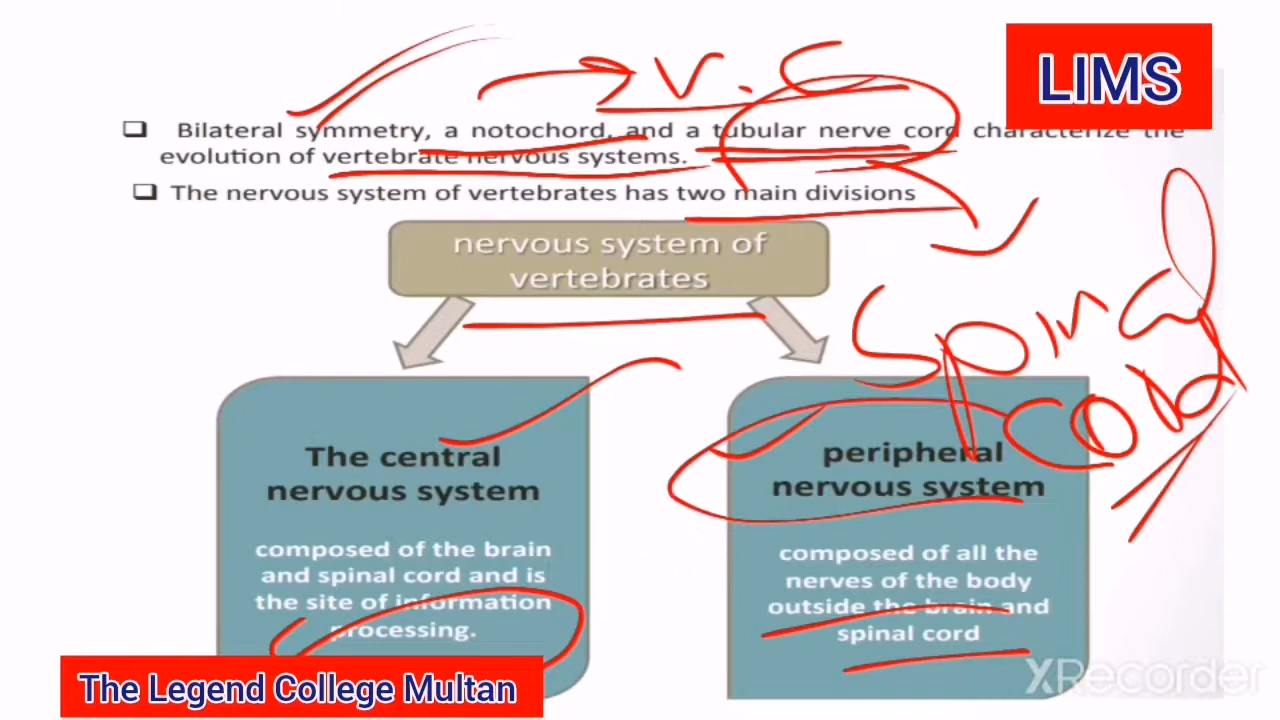 V.C
LIMS
❑ Bilateral symmetry, a notochord, and a tubular nerve cord characterize the
evolution of vertebrate nervous systems.
❑ The nervous system of vertebrates has two main divisions
nervous system of
vertebrates
Spinal
cord
The central
nervous system
composed of the brain
and spinal cord and is
the site of information
processing.
peripheral
nervous system
composed of all the
nerves of the body
outside the brain and
spinal cord
The Legend College Multan
XRecorder